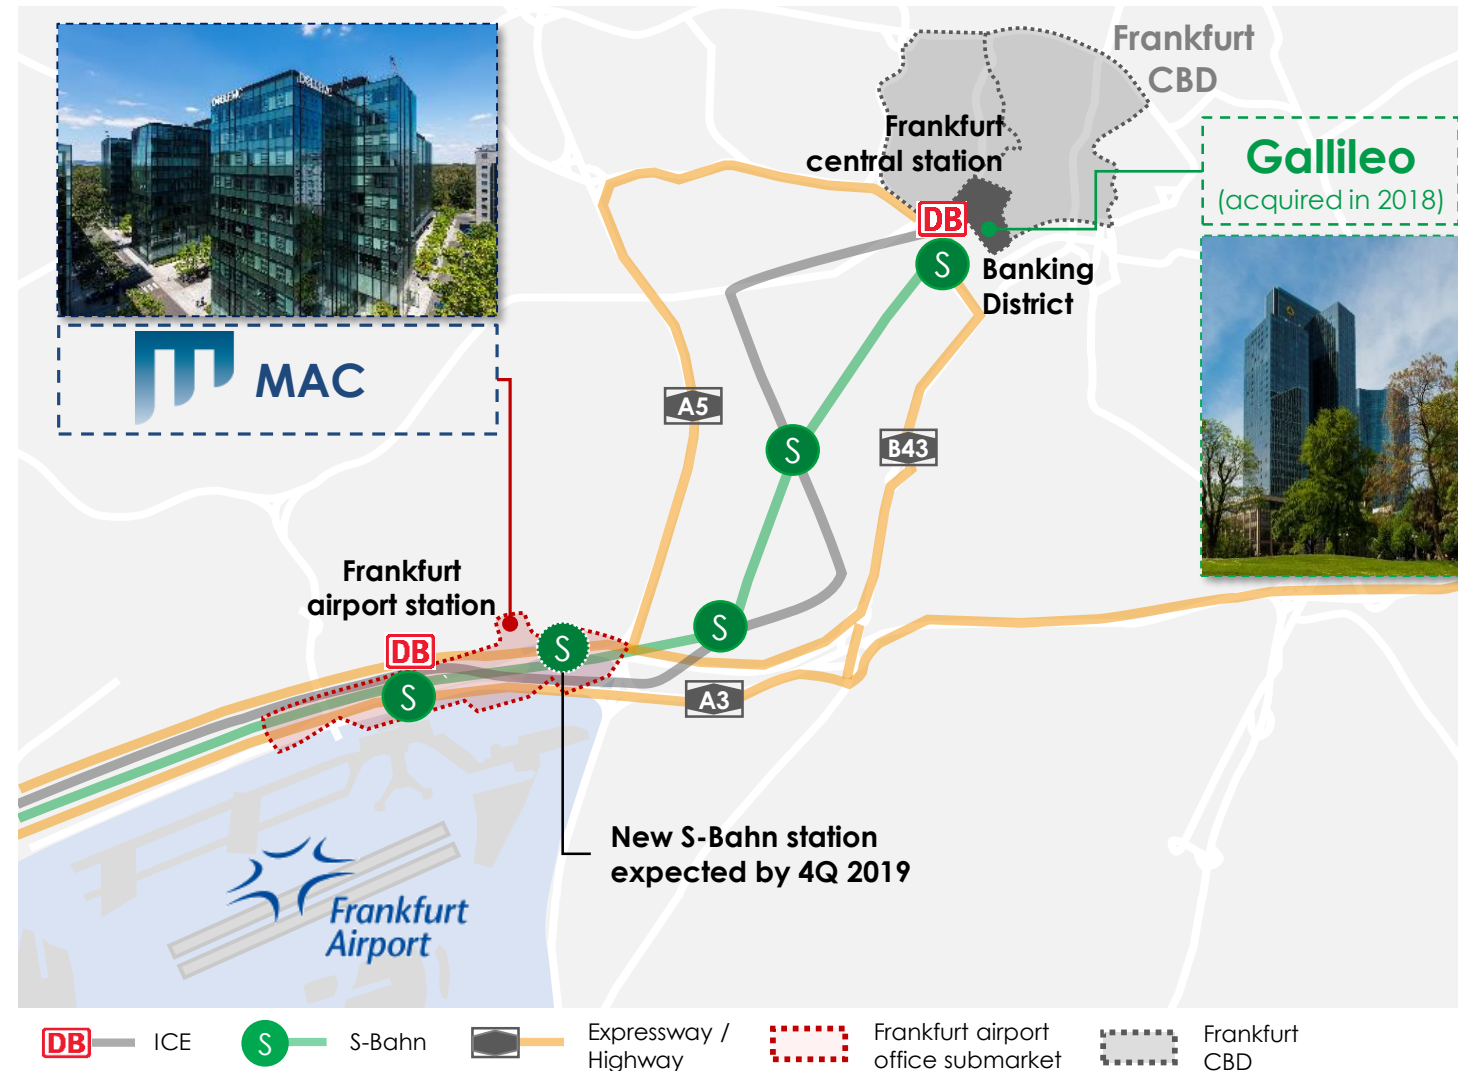 Frankfurt
CBD
Frankfurt
central station
Gallileo
(acquired in 2018)
DB
S
Banking
District
MAC
A5
S
B43
Frankfurt
airport station
S
S
DB
S
A3
New S-Bahn station
expected by 4Q 2019
Frankfurt
Airport
DB ICE
S S-Bahn
Expressway /
Highway
Frankfurt airport
office submarket
Frankfurt
CBD